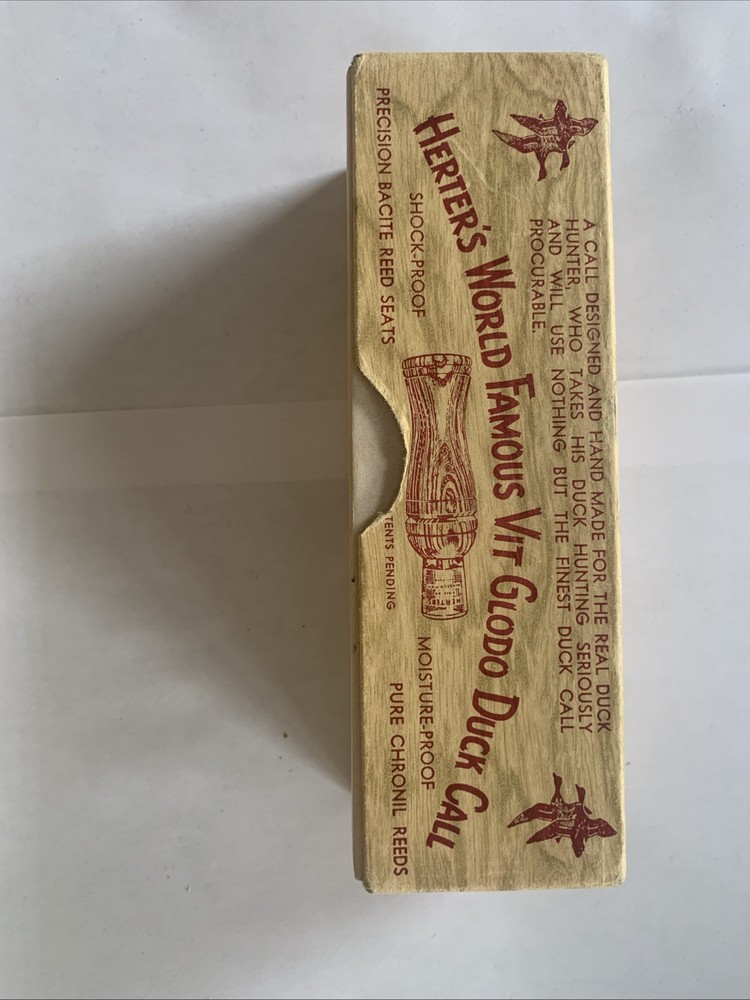 A CALL DESIGNED AND HAND MADE FOR THE REAL DUCK
HUNTER, WHO TAKES HIS DUCK HUNTING SERIOUSLY
AND WILL USE NOTHING BUT THE FINEST DUCK CALL
PROCURABLE.
HERTER'S WORLD FAMOUS VIT GLODO DUCK CALL
SHOCK-PROOF
MOISTURE-PROOF
PRECISION BACITE REED SEATS
TENTS PENDING
PURE CHRONIL REEDS